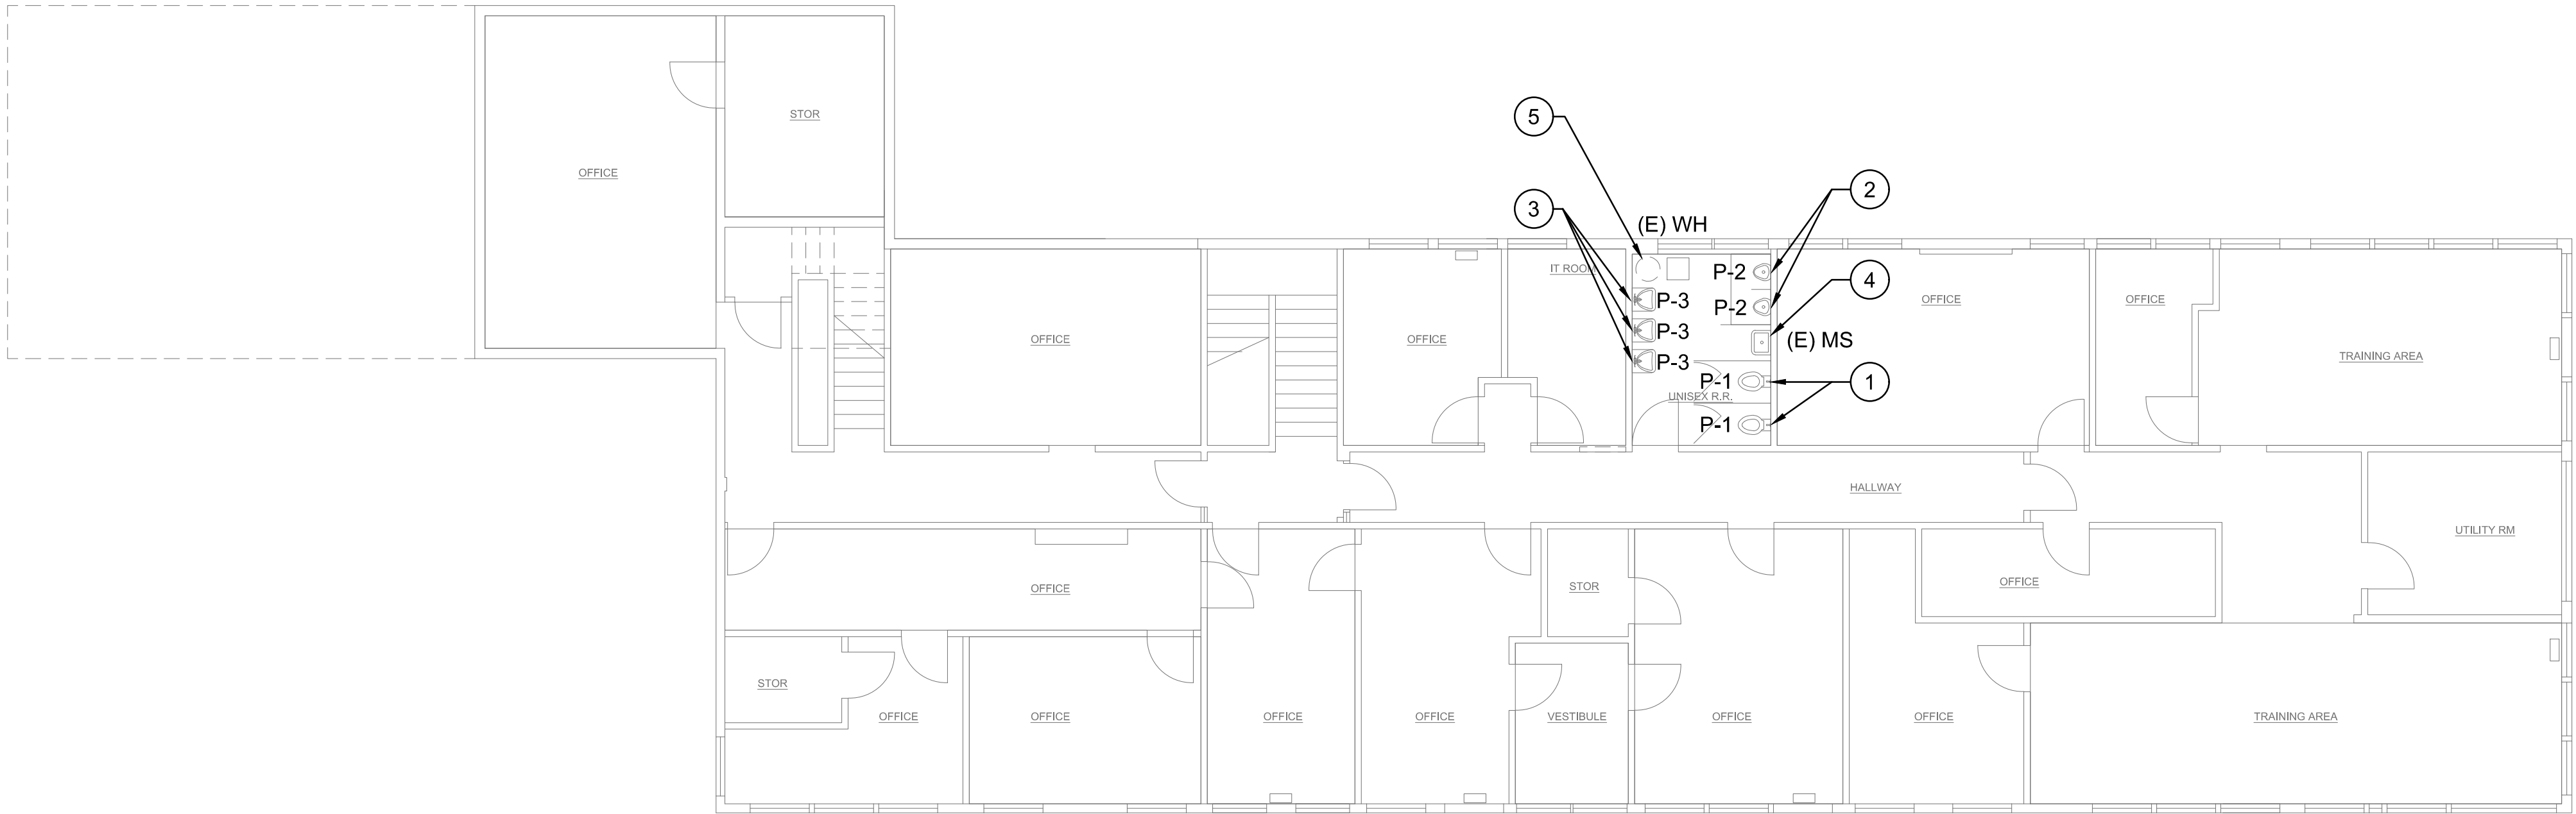 STOR
5
OFFICE
2
3
(E) WH
IT ROOM
P-2
4
P-3
P-2
OFFICE
OFFICE
P-3
OFFICE
OFFICE
(E) MS
P-3
TRAINING AREA
P-1
1
UNISEX R.R.
P-1
HALLWAY
UTILITY RM
OFFICE
STOR
OFFICE
STOR
OFFICE
OFFICE
OFFICE
OFFICE
VESTIBULE
OFFICE
OFFICE
TRAINING AREA